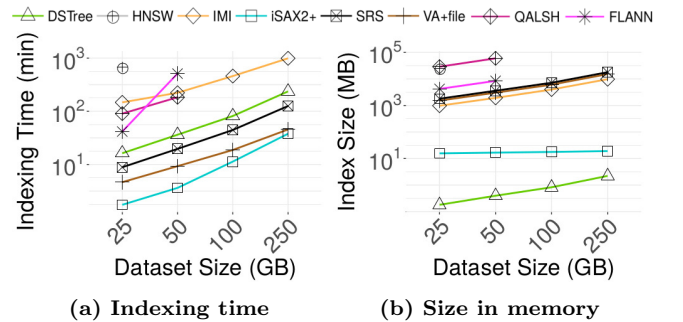 DSTree HNSW IMI iSAX2+ SRS VA+file QALSH FLANN
Indexing Time (min)
10^3
10^2
10^1
25 50 100 250
Dataset Size (GB)
(a) Indexing time
Index Size (MB)
10^5
10^3
10^1
25 50 100 250
Dataset Size (GB)
(b) Size in memory